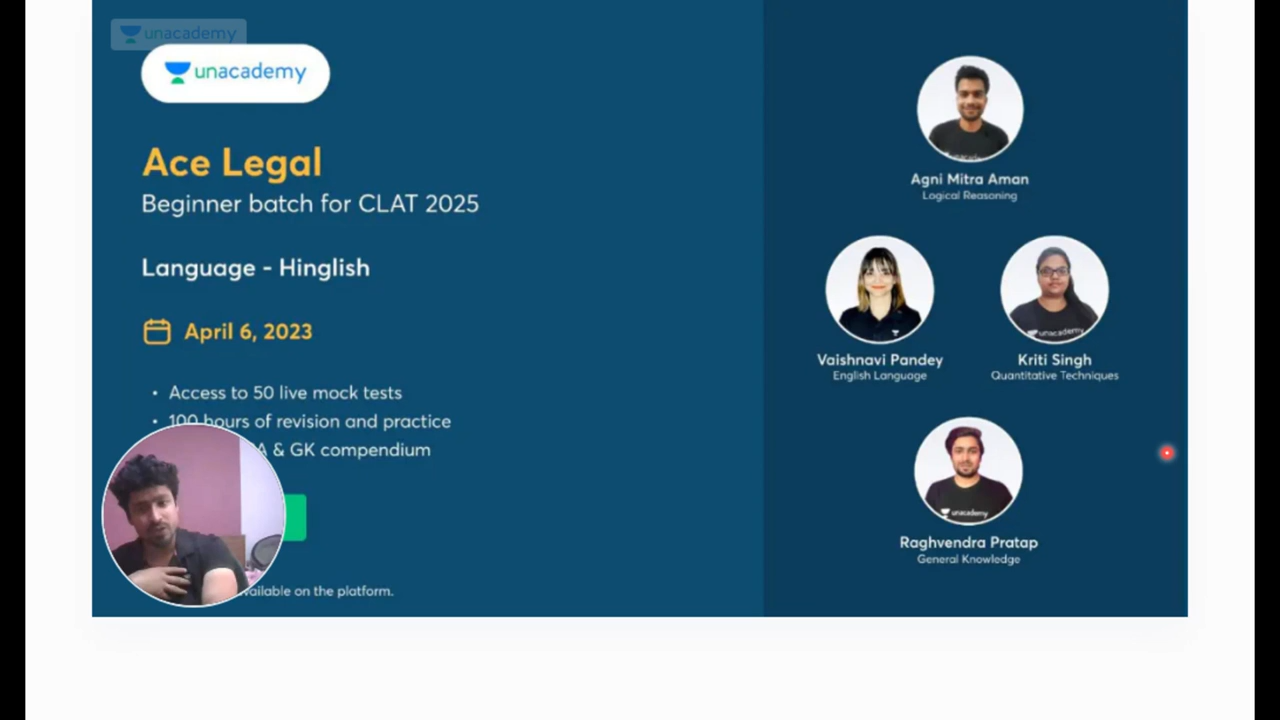 unacademy
unacademy
Ace Legal
Beginner batch for CLAT 2025
Language - Hinglish
April 6, 2023
• Access to 50 live mock tests
• 100 hours of revision and practice
& GK compendium
on the platform.
Agni Mitra Aman
Logical Reasoning
Vaishnavi Pandey
English Language
Kriti Singh
Quantitative Techniques
unacademy
Raghvendra Pratap
General Knowledge
unacademy